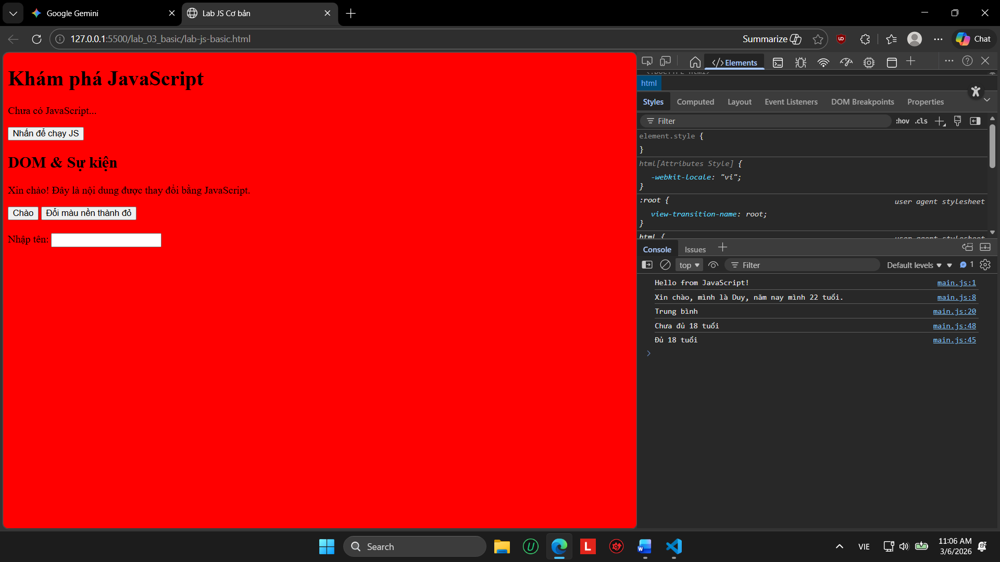 Google Gemini
Lab JS Cơ bản
127.0.0.1:5500/lab_03_basic/lab-js-basic.html
Summarize
Chat
Khám phá JavaScript
Chưa có JavaScript...
Nhấn để chạy JS
DOM & Sự kiện
Xin chào! Đây là nội dung được thay đổi bằng JavaScript.
Chào
Đổi màu nền thành đỏ
Nhập tên:
Elements
html
Styles
Computed
Layout
Event Listeners
DOM Breakpoints
Properties
Filter
:hov
.cls
element.style {
}
html[Attributes Style] {
-webkit-locale: "vi";
}
:root {
user agent stylesheet
view-transition-name: root;
}
html {
user agent stylesheet
Console
Issues
top
Filter
Default levels
1
Hello from JavaScript!
main.js:1
Xin chào, mình là Duy, năm nay mình 22 tuổi.
main.js:8
Trung bình
main.js:20
Chưa đủ 18 tuổi
main.js:48
Đủ 18 tuổi
main.js:45
Search
VIE
11:06 AM
3/6/2026